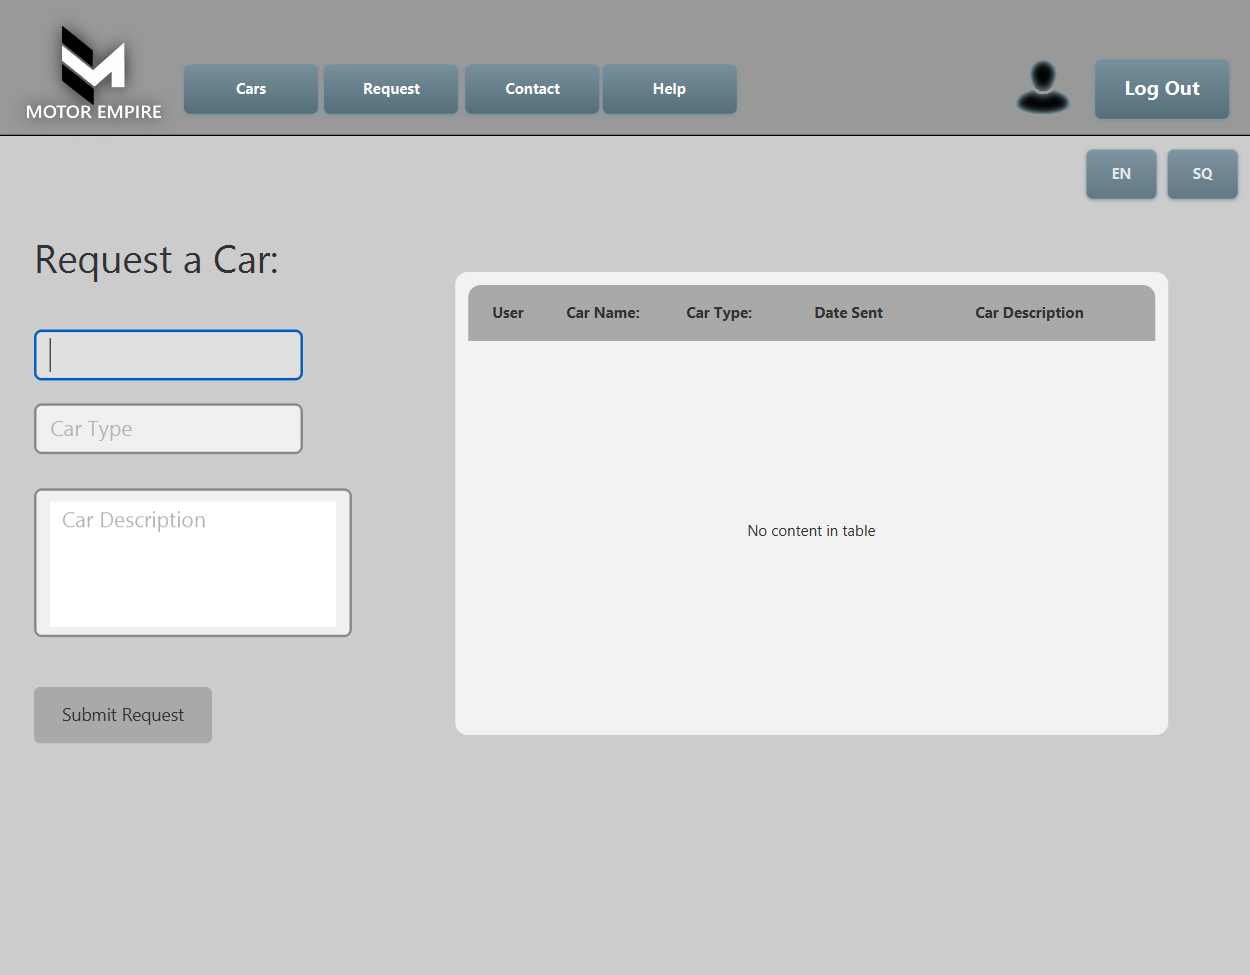 MOTOR EMPIRE
Cars Request Contact Help
Log Out
EN SQ
Request a Car:
Car Type
Car Description
Submit Request
User Car Name: Car Type: Date Sent Car Description
No content in table